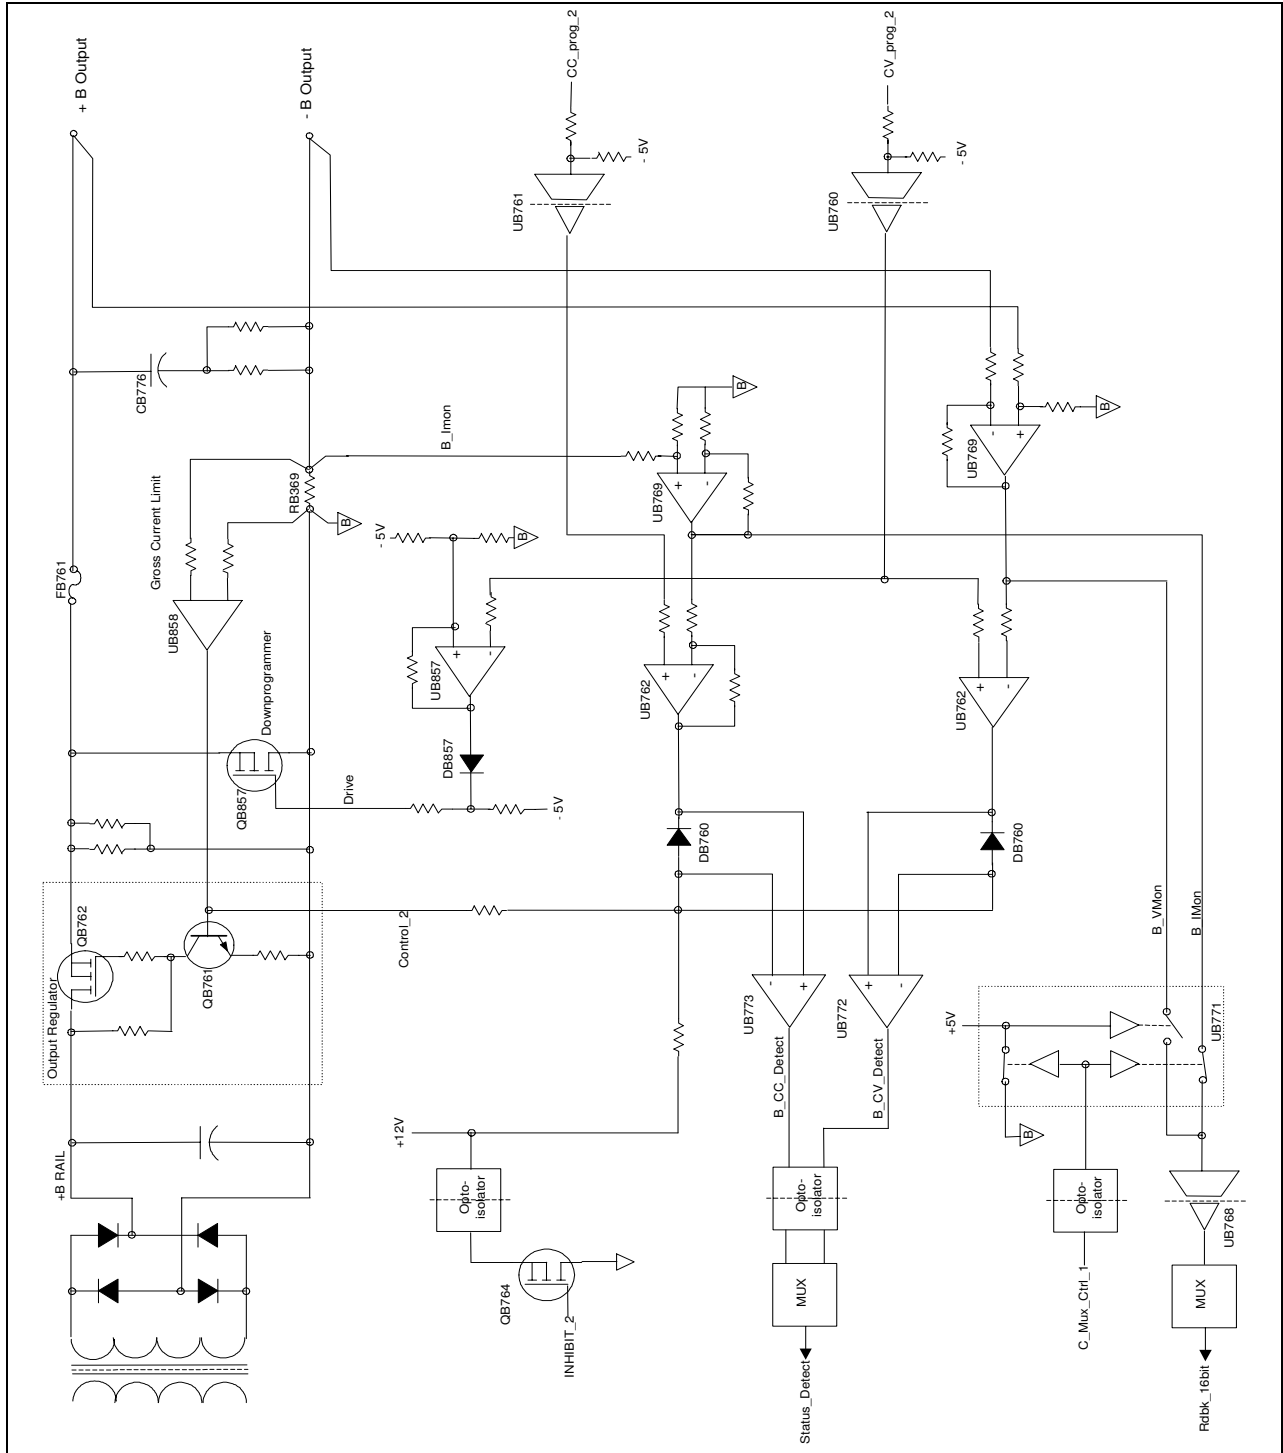 + B Output
- B Output
CC_prog_2
CV_prog_2
- 5V
- 5V
UB761
UB760
CB776
B_Imon
B
B
Gross Current Limit
RB369
B
- 5V
B
FB761
UB858
+
-
UB769
-
+
UB769
Downprogrammer
+
-
UB857
+
-
UB762
+
-
UB762
QB857
Drive
DB857
- 5V
DB760
DB760
Output Regulator
QB762
QB761
Control_2
-
+
UB773
+
-
UB772
B_VMon
B_IMon
UB771
+5V
B
B_CC_Detect
B_CV_Detect
+B RAIL
+12V
Opto-
isolator
Opto-
isolator
Opto-
isolator
UB768
QB764
INHIBIT_2
MUX
MUX
C_Mux_Ctrl_1
Status_Detect
Rdbk_16bit